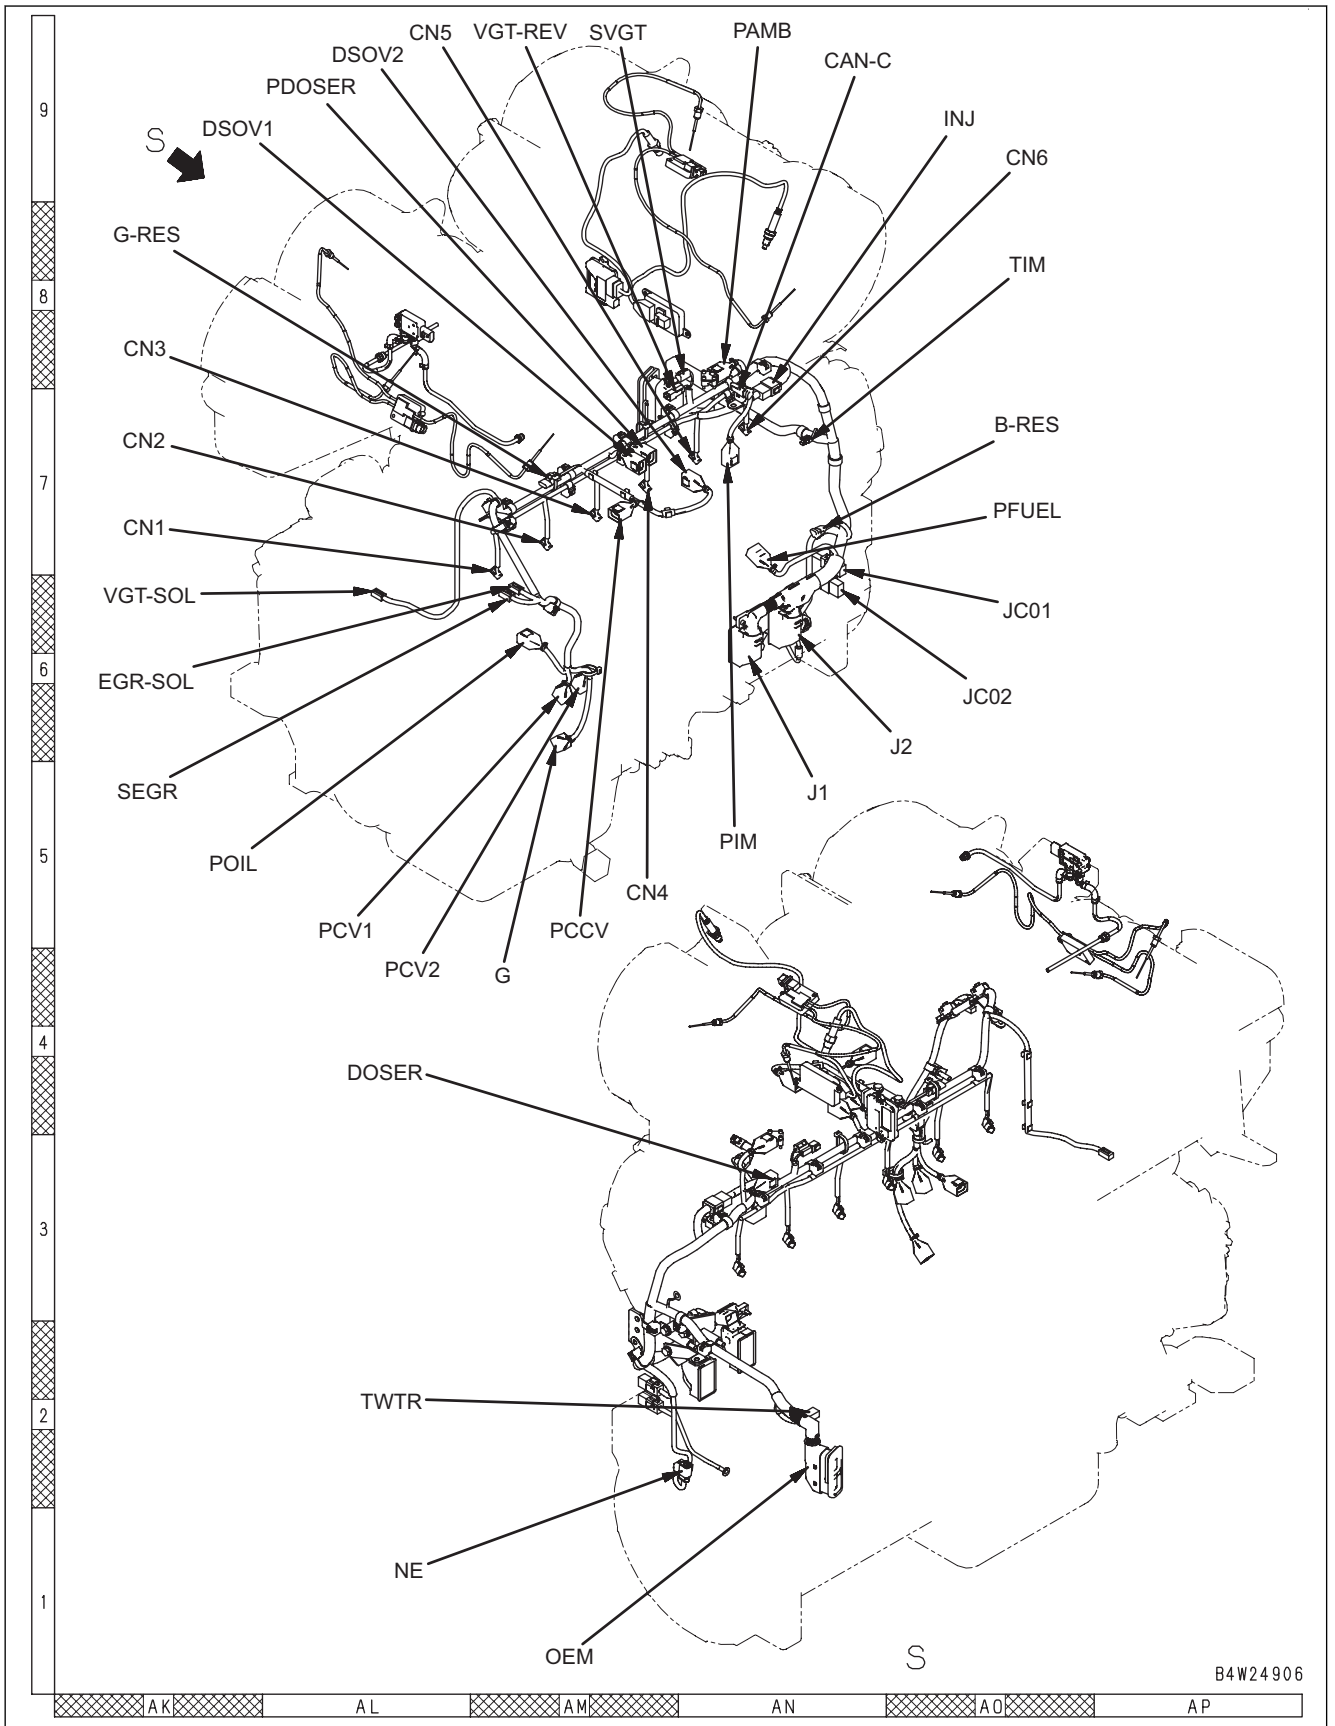 CN5
VGT-REV
SVGT
PAMB
DSOV2
CAN-C
PDOSER
9
INJ
DSOV1
S
CN6
G-RES
TIM
8
CN3
B-RES
CN2
7
PFUEL
CN1
VGT-SOL
JC01
6
EGR-SOL
JC02
J2
SEGR
J1
PIM
5
POIL
CN4
PCV1
PCCV
PCV2
G
4
DOSER
3
TWTR
2
NE
1
OEM
S
B4W24906
AK
AL
AM
AN
AO
AP